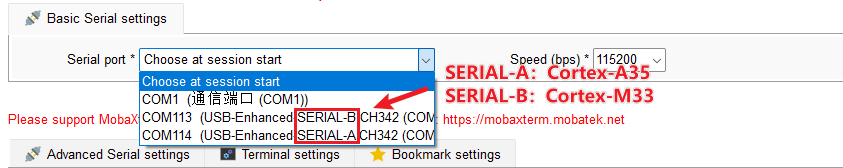 Basic Serial settings
Serial port * Choose at session start Speed (bps) * 115200
Choose at session start
COM1 (通信端口 (COM1))
COM113 (USB-Enhanced-SERIAL-B CH342 (COM
COM114 (USB-Enhanced-SERIAL-A CH342 (COM
SERIAL-A: Cortex-A35
SERIAL-B: Cortex-M33
Please support MobaX : https://mobaxterm.mobatek.net
Advanced Serial settings Terminal settings Bookmark settings